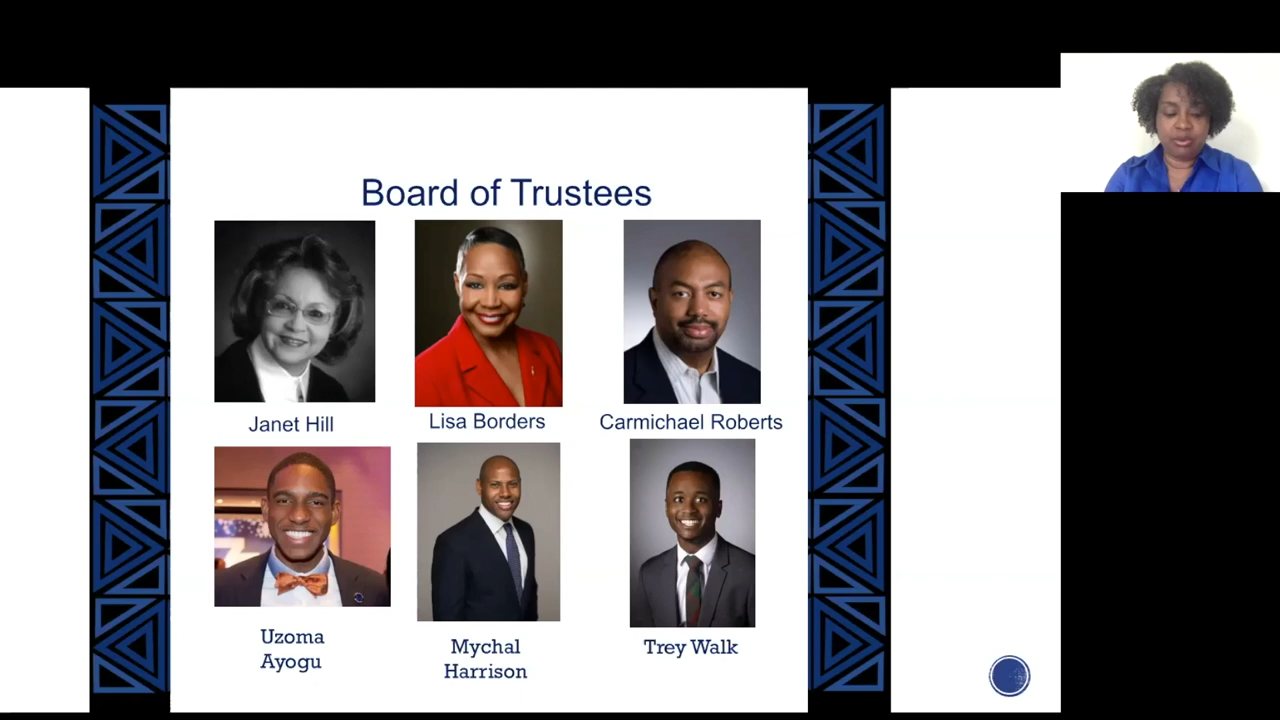 Board of Trustees
Janet Hill
Lisa Borders
Carmichael Roberts
Uzoma
Ayogu
Mychal
Harrison
Trey Walk